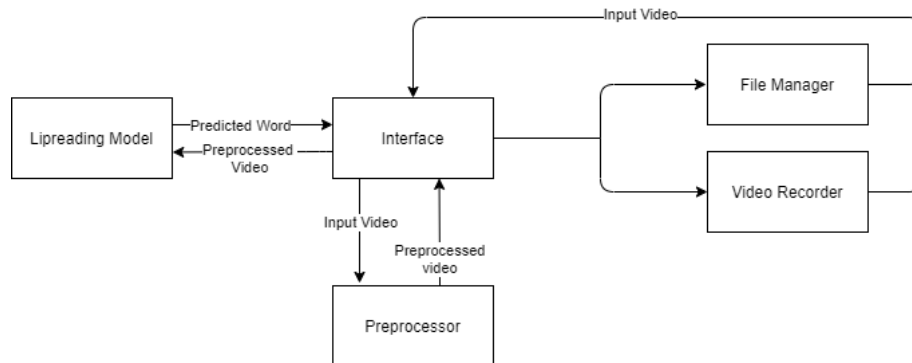 Input Video
File Manager
Lipreading Model
Predicted Word
Preprocessed
Video
Interface
Video Recorder
Input Video
Preprocessed
video
Preprocessor